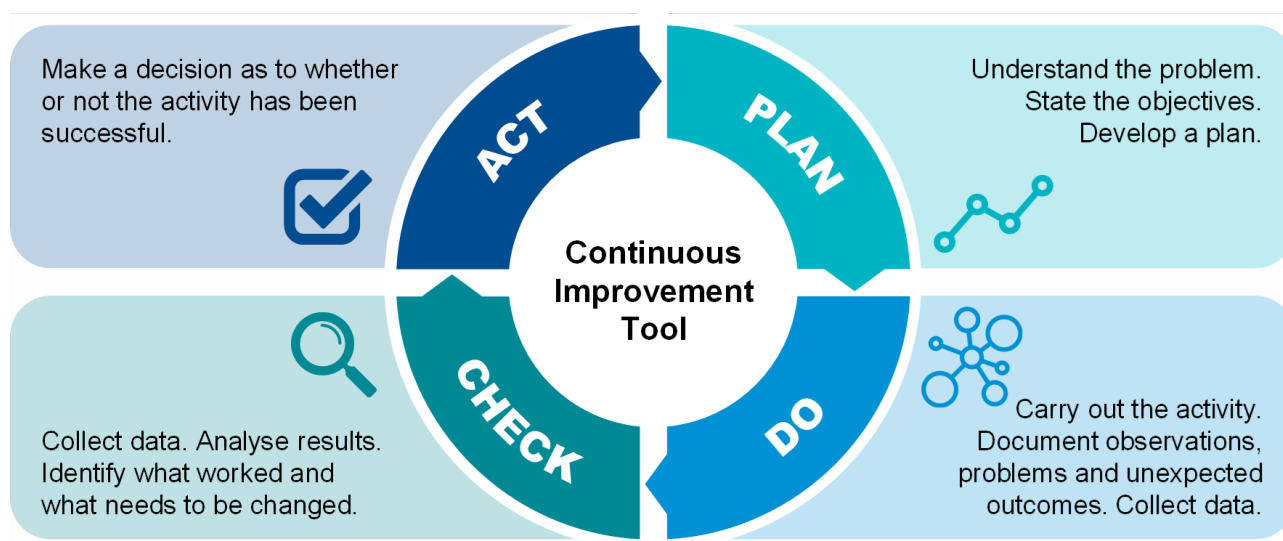 Make a decision as to whether
or not the activity has been
successful.
ACT
PLAN
Understand the problem.
State the objectives.
Develop a plan.
Continuous
Improvement
Tool
CHECK
Collect data. Analyse results.
Identify what worked and
what needs to be changed.
DO
Carry out the activity.
Document observations,
problems and unexpected
outcomes. Collect data.